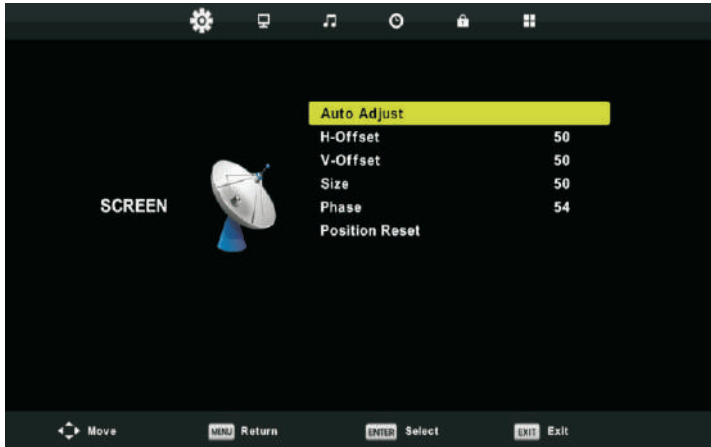 Auto Adjust
H-Offset 50
V-Offset 50
Size 50
SCREEN
Phase 54
Position Reset
Move MENU Return ENTER Select EXIT Exit